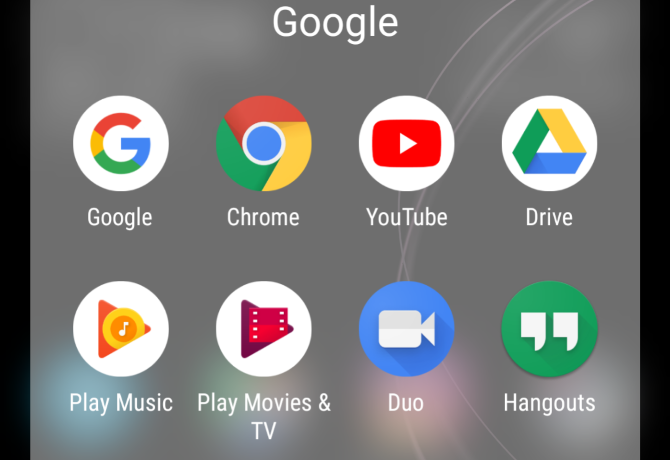 Google
Google Chrome YouTube Drive
Play Music Play Movies & Duo Hangouts
TV